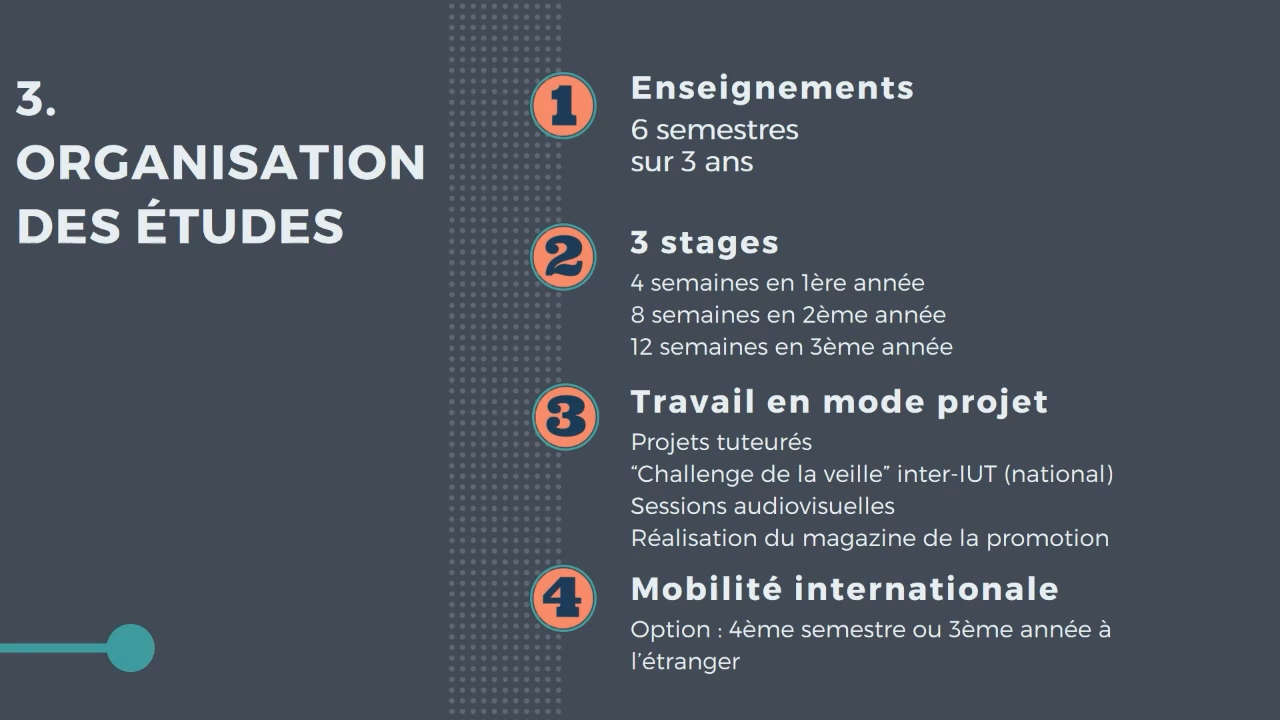 3.
ORGANISATION
DES ÉTUDES
1
Enseignements
6 semestres
sur 3 ans
2
3 stages
4 semaines en 1ère année
8 semaines en 2ème année
12 semaines en 3ème année
3
Travail en mode projet
Projets tuteurés
“Challenge de la veille” inter-IUT (national)
Sessions audiovisuelles
Réalisation du magazine de la promotion
4
Mobilité internationale
Option : 4ème semestre ou 3ème année à
l’étranger